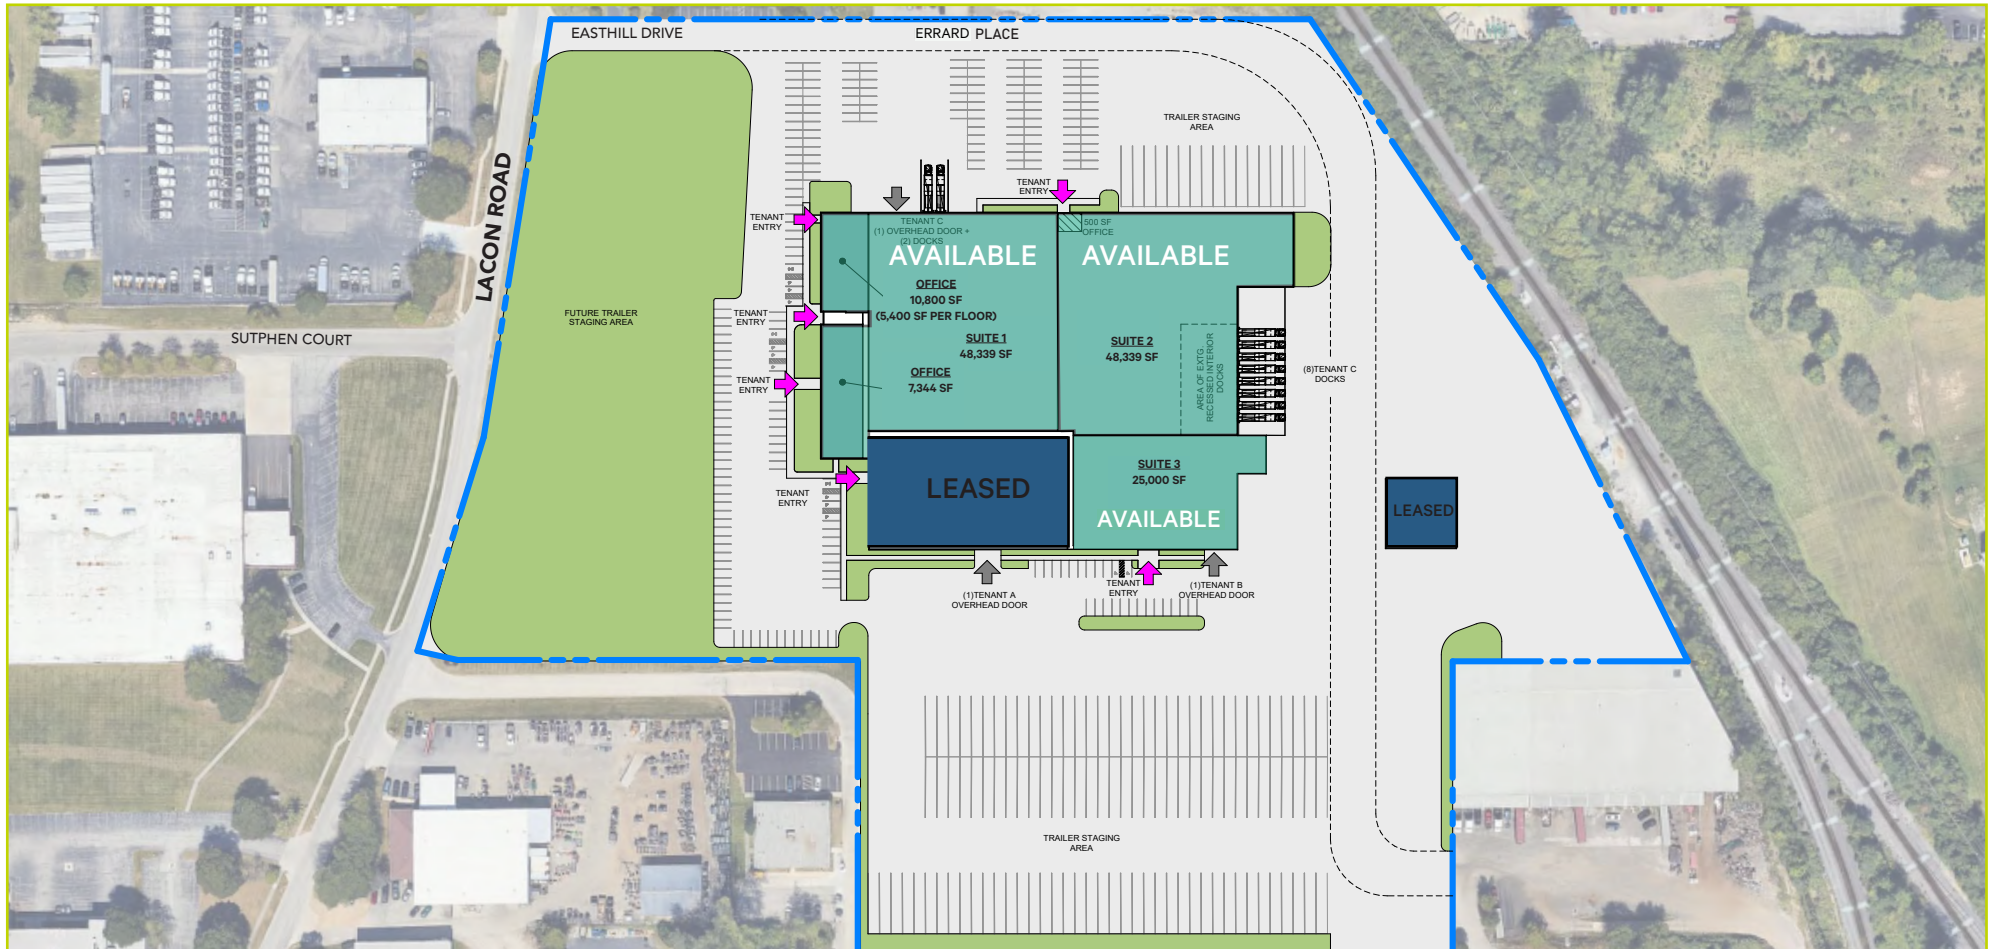 EASTHILL DRIVE
ERRARD PLACE
LACON ROAD
SUTPHEN COURT
FUTURE TRAILER
STAGING AREA
TRAILER STAGING
AREA
TENANT
ENTRY
TENANT
ENTRY
TENANT
ENTRY
TENANT
ENTRY
TENANT
ENTRY
TENANT C
(1) OVERHEAD DOOR +
(2) DOCKS
AVAILABLE
OFFICE
10,800 SF
(5,400 SF PER FLOOR)
SUITE 1
48,339 SF
OFFICE
7,344 SF
500 SF
OFFICE
AVAILABLE
SUITE 2
48,339 SF
AREA OF EXTG.
RECESSED INTERIOR
DOCKS
(8)TENANT C
DOCKS
LEASED
SUITE 3
25,000 SF
AVAILABLE
LEASED
(1)TENANT A
OVERHEAD DOOR
TENANT
ENTRY
(1)TENANT B
OVERHEAD DOOR
TRAILER STAGING
AREA